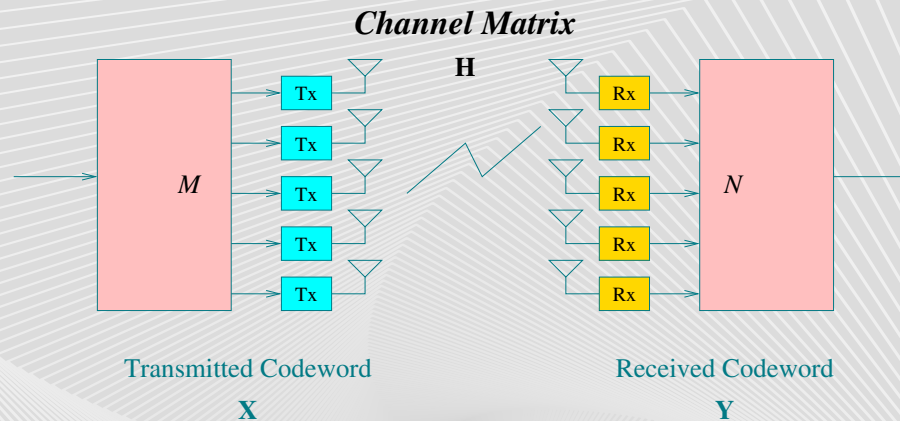 Channel Matrix
H
Tx
Rx
Tx
Rx
M
Tx
Rx
N
Tx
Rx
Tx
Rx
Transmitted Codeword
Received Codeword
X
Y